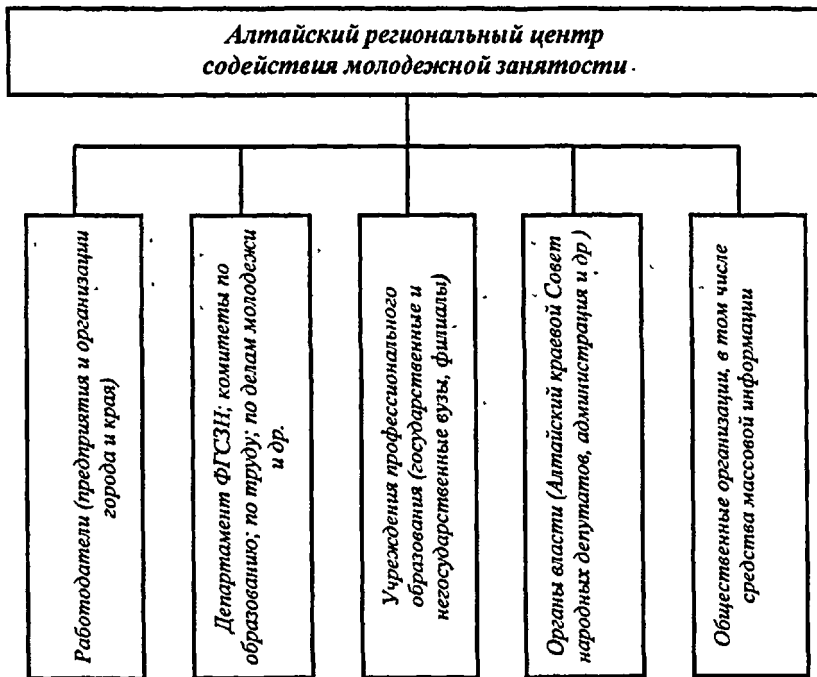 Алтайский региональный центр
содействия молодежной занятости
Работодатели (предприятия и организации
города и края)
Департамент ФГСЗН; комитеты по
образованию; по труду; по делам молодежи
и др.
Учреждения профессионального
образования (государственные и
негосударственные вузы, филиалы)
Органы власти (Алтайский краевой Совет
народных депутатов, администрация и др )
Общественные организации, в том числе
средства массовой информации